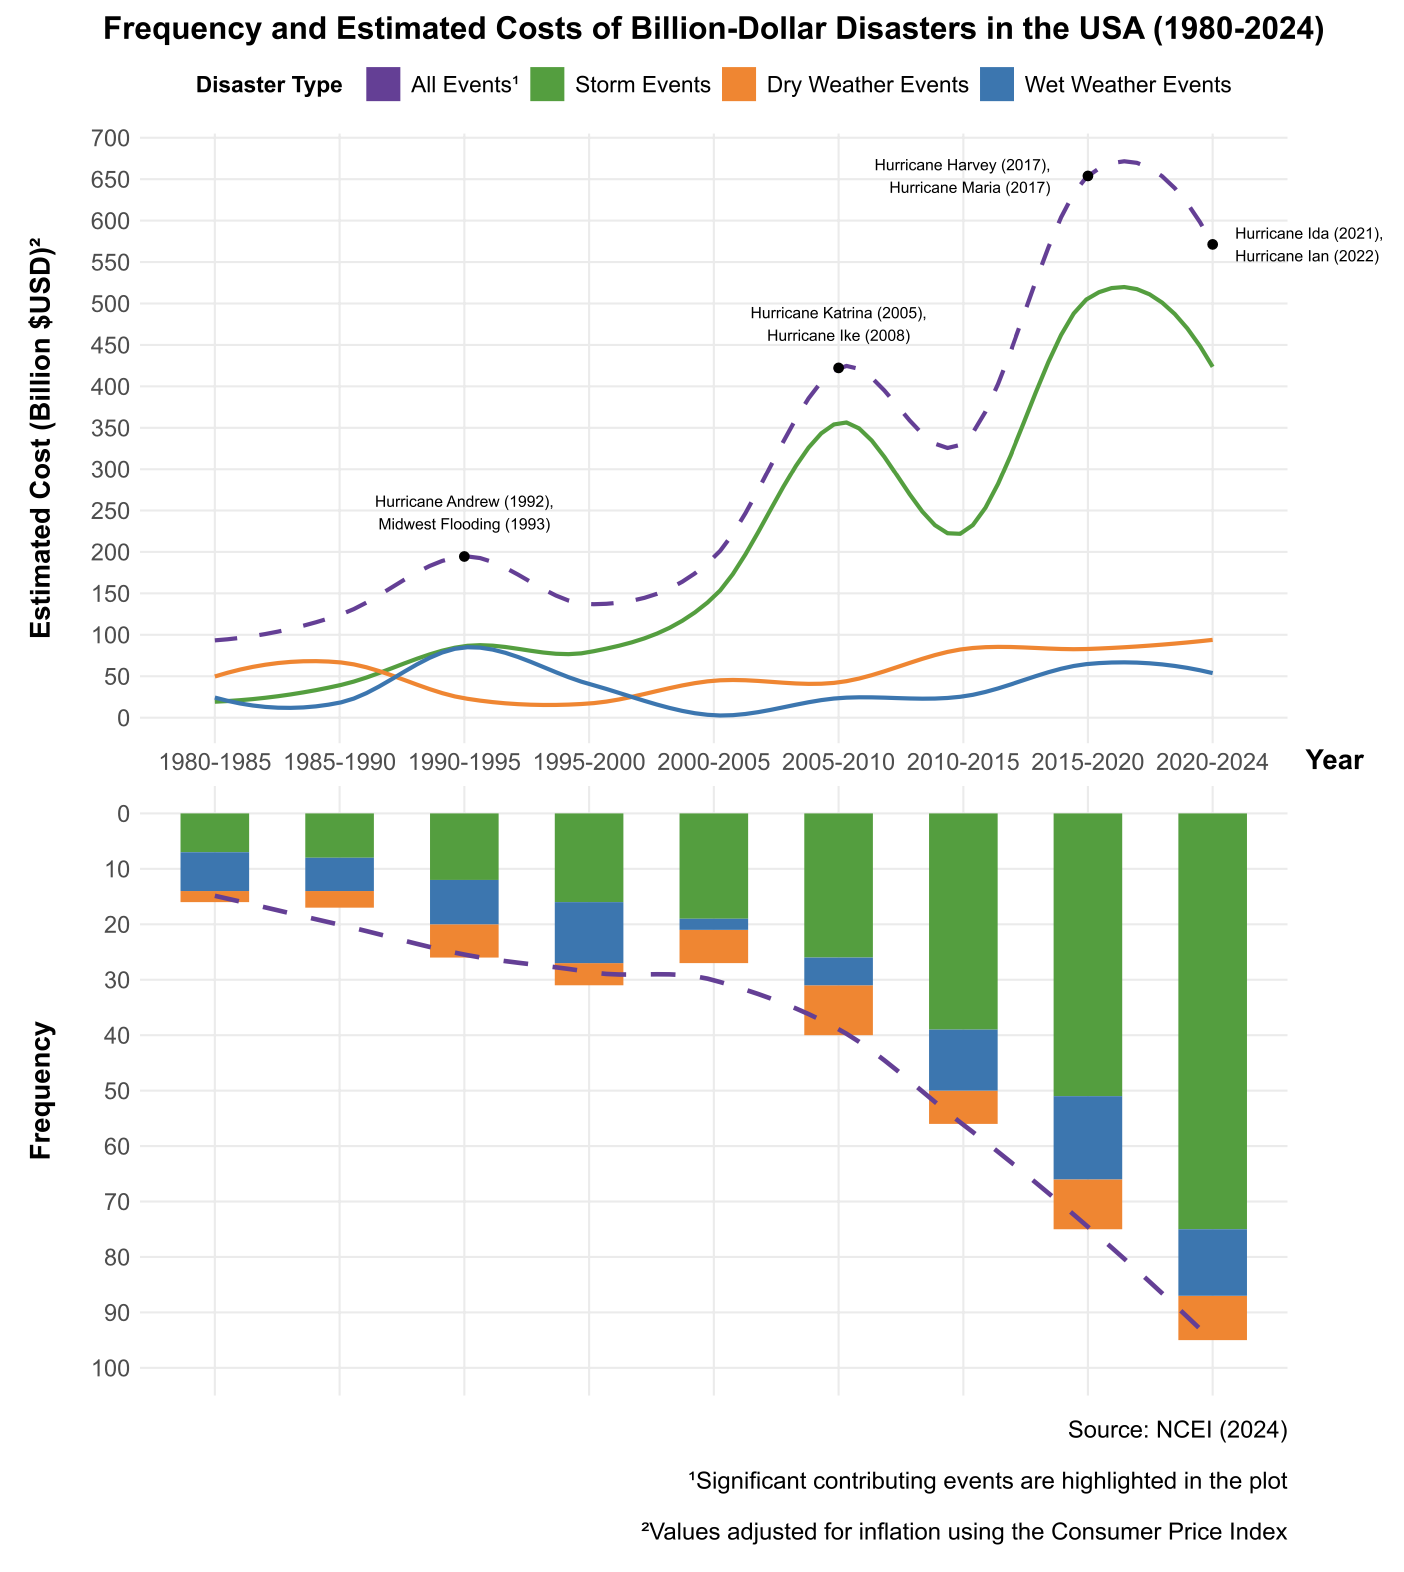 Frequency and Estimated Costs of Billion-Dollar Disasters in the USA (1980-2024)
Disaster Type All Events¹ Storm Events Dry Weather Events Wet Weather Events
Estimated Cost (Billion $USD)²
700
650
600
550
500
450
400
350
300
250
200
150
100
50
0
Hurricane Andrew (1992),
Midwest Flooding (1993)
Hurricane Katrina (2005),
Hurricane Ike (2008)
Hurricane Harvey (2017),
Hurricane Maria (2017)
Hurricane Ida (2021),
Hurricane Ian (2022)
1980-1985 1985-1990 1990-1995 1995-2000 2000-2005 2005-2010 2010-2015 2015-2020 2020-2024 Year
Frequency
0
10
20
30
40
50
60
70
80
90
100
Source: NCEI (2024)
¹Significant contributing events are highlighted in the plot
²Values adjusted for inflation using the Consumer Price Index